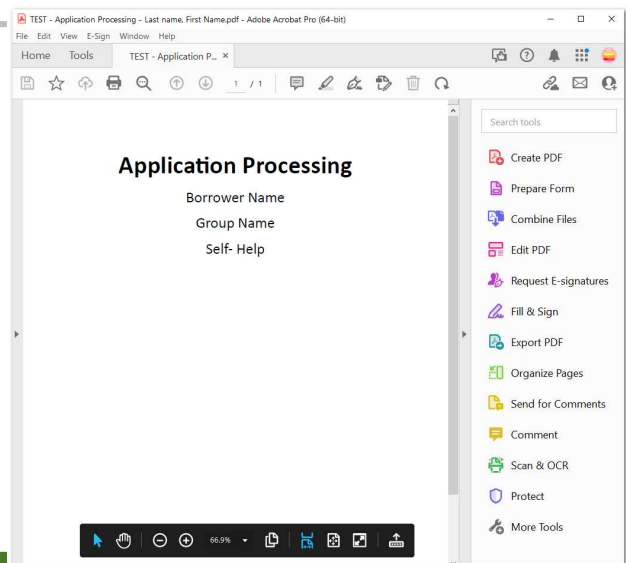 TEST - Application Processing - Last name, First Name.pdf - Adobe Acrobat Pro (64-bit)
File Edit View E-Sign Window Help
Home Tools TEST - Application P... ×
1 / 1
Search tools
Application Processing
Borrower Name
Group Name
Self- Help
Create PDF
Prepare Form
Combine Files
Edit PDF
Request E-signatures
Fill & Sign
Export PDF
Organize Pages
Send for Comments
Comment
Scan & OCR
Protect
More Tools
66.9%